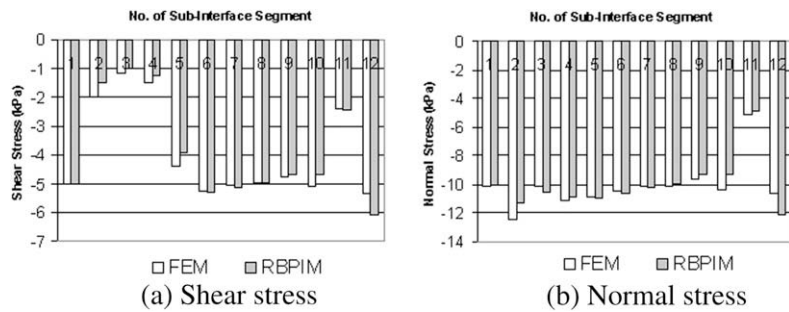 No. of Sub-Interface Segment
0
-1
-2
-3
-4
-5
-6
-7
Shear Stress (kPa)
1 2 3 4 5 6 7 8 9 10 11 12
FEM RBPIM
(a) Shear stress
No. of Sub-Interface Segment
0
-2
-4
-6
-8
-10
-12
-14
Normal Stress (kPa)
1 2 3 4 5 6 7 8 9 10 11 12
FEM RBPIM
(b) Normal stress